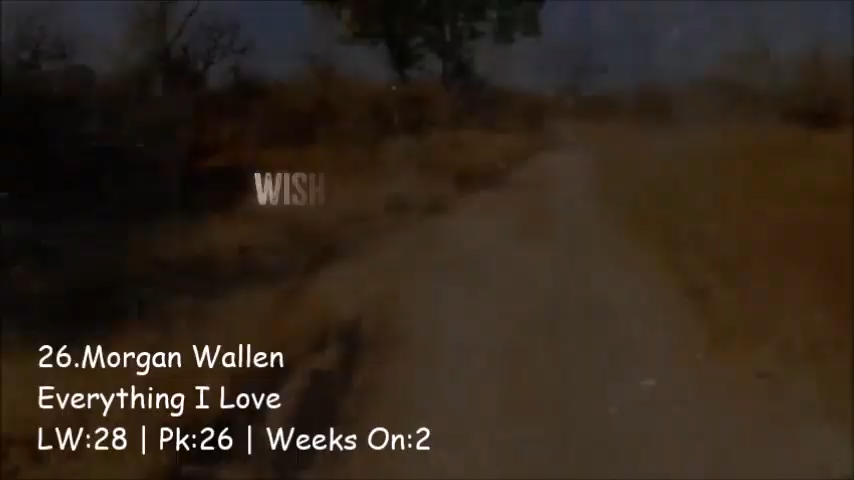 WISH
26.Morgan Wallen
Everything I Love
LW:28 | Pk:26 | Weeks On:2